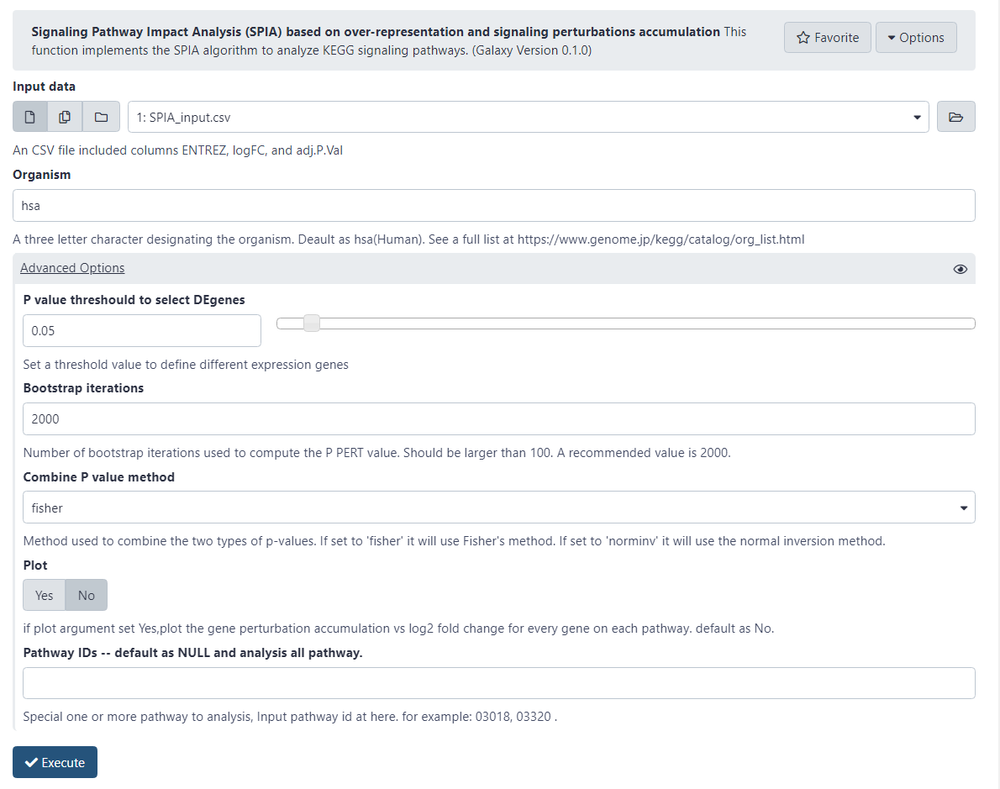 Signaling Pathway Impact Analysis (SPIA) based on over-representation and signaling perturbations accumulation This
function implements the SPIA algorithm to analyze KEGG signaling pathways. (Galaxy Version 0.1.0)
Favorite
Options
Input data
1: SPIA_input.csv
An CSV file included columns ENTREZ, logFC, and adj.P.Val
Organism
hsa
A three letter character designating the organism. Deault as hsa(Human). See a full list at https://www.genome.jp/kegg/catalog/org_list.html
Advanced Options
P value threshould to select DEgenes
0.05
Set a threshold value to define different expression genes
Bootstrap iterations
2000
Number of bootstrap iterations used to compute the P PERT value. Should be larger than 100. A recommended value is 2000.
Combine P value method
fisher
Method used to combine the two types of p-values. If set to 'fisher' it will use Fisher's method. If set to 'norminv' it will use the normal inversion method.
Plot
Yes No
if plot argument set Yes,plot the gene perturbation accumulation vs log2 fold change for every gene on each pathway. default as No.
Pathway IDs -- default as NULL and analysis all pathway.
Special one or more pathway to analysis, Input pathway id at here. for example: 03018, 03320 .
Execute